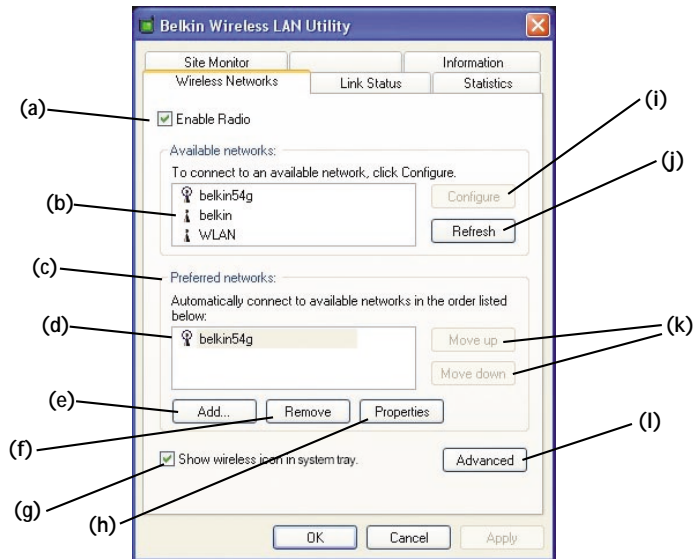 Belkin Wireless LAN Utility
Site Monitor Information
Wireless Networks Link Status Statistics
(a) Enable Radio
(i)
Available networks:
(j)
To connect to an available network, click Configure.
belkin54g Configure
(b) belkin
WLAN Refresh
(c) Preferred networks:
Automatically connect to available networks in the order listed
below:
(d) belkin54g Move up (k)
Move down
(e) Add... Remove Properties
(f)
(l)
Show wireless icon in system tray. Advanced
(g)
(h)
OK Cancel Apply